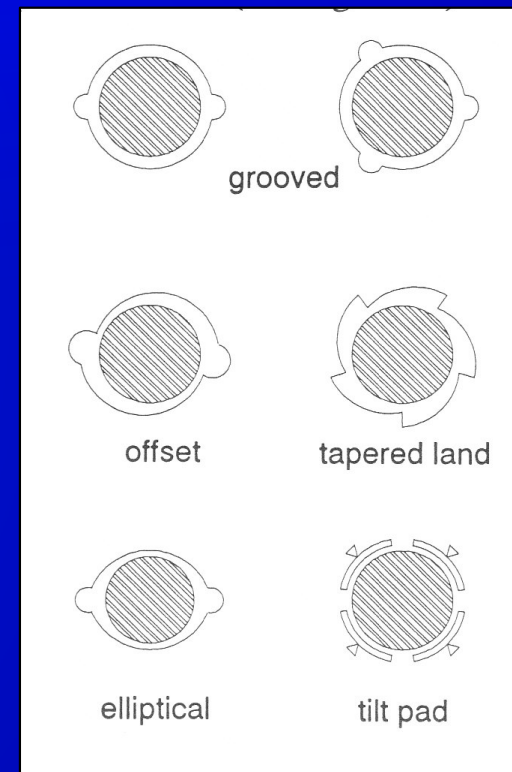 grooved
offset
tapered land
elliptical
tilt pad